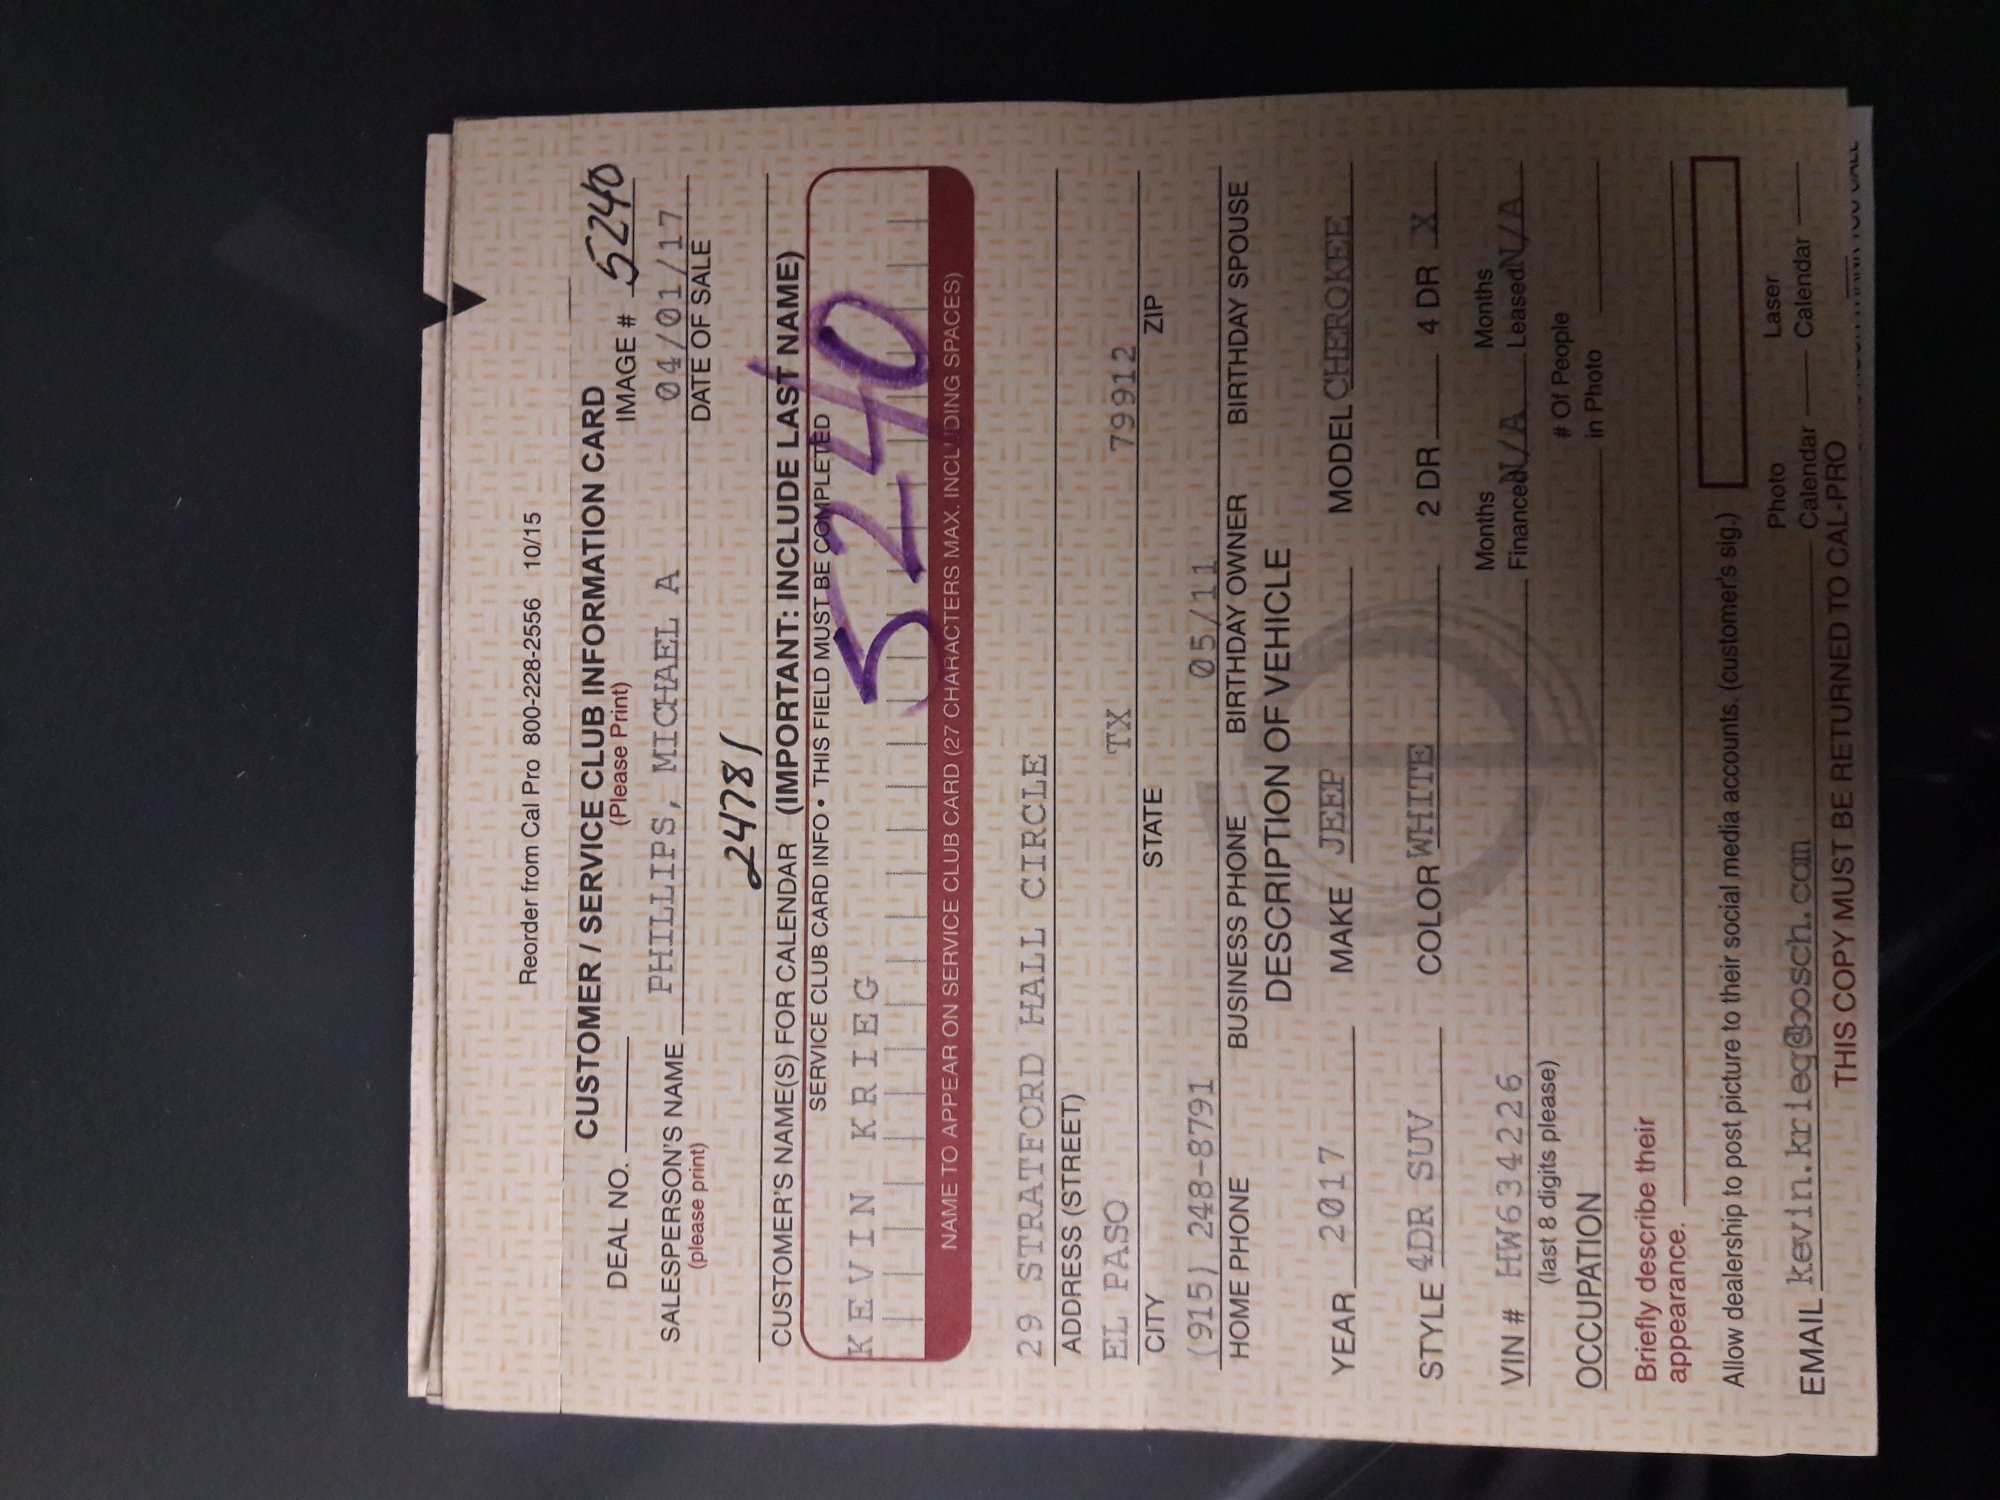 Reorder from Cal Pro 800-228-2556 10/15
CUSTOMER / SERVICE CLUB INFORMATION CARD
(Please Print)
DEAL NO. IMAGE # 5240
SALESPERSON'S NAME PHILLIPS, MICHAEL A 04/01/17
(please print) DATE OF SALE
24781
CUSTOMER'S NAME(S) FOR CALENDAR (IMPORTANT: INCLUDE LAST NAME)
SERVICE CLUB CARD INFO • THIS FIELD MUST BE COMPLETED
KEVIN KRIEG 5240
NAME TO APPEAR ON SERVICE CLUB CARD (27 CHARACTERS MAX. INCLUDING SPACES)
29 STRATFORD HALL CIRCLE
ADDRESS (STREET)
EL PASO TX 79912
CITY STATE ZIP
(915) 248-8791 05/11
HOME PHONE BUSINESS PHONE BIRTHDAY OWNER BIRTHDAY SPOUSE
DESCRIPTION OF VEHICLE
YEAR 2017 MAKE JEEP MODEL CHEROKEE
STYLE 4DR SUV COLOR WHITE 2 DR 4 DR X
VIN # HW634226 Months Financed N/A Months Leased N/A
(last 8 digits please)
OCCUPATION # Of People in Photo
Briefly describe their
appearance.
Allow dealership to post picture to their social media accounts. (customer's sig.)
EMAIL kevin.krieg@bosch.com Photo Calendar Laser Calendar
THIS COPY MUST BE RETURNED TO CAL-PRO